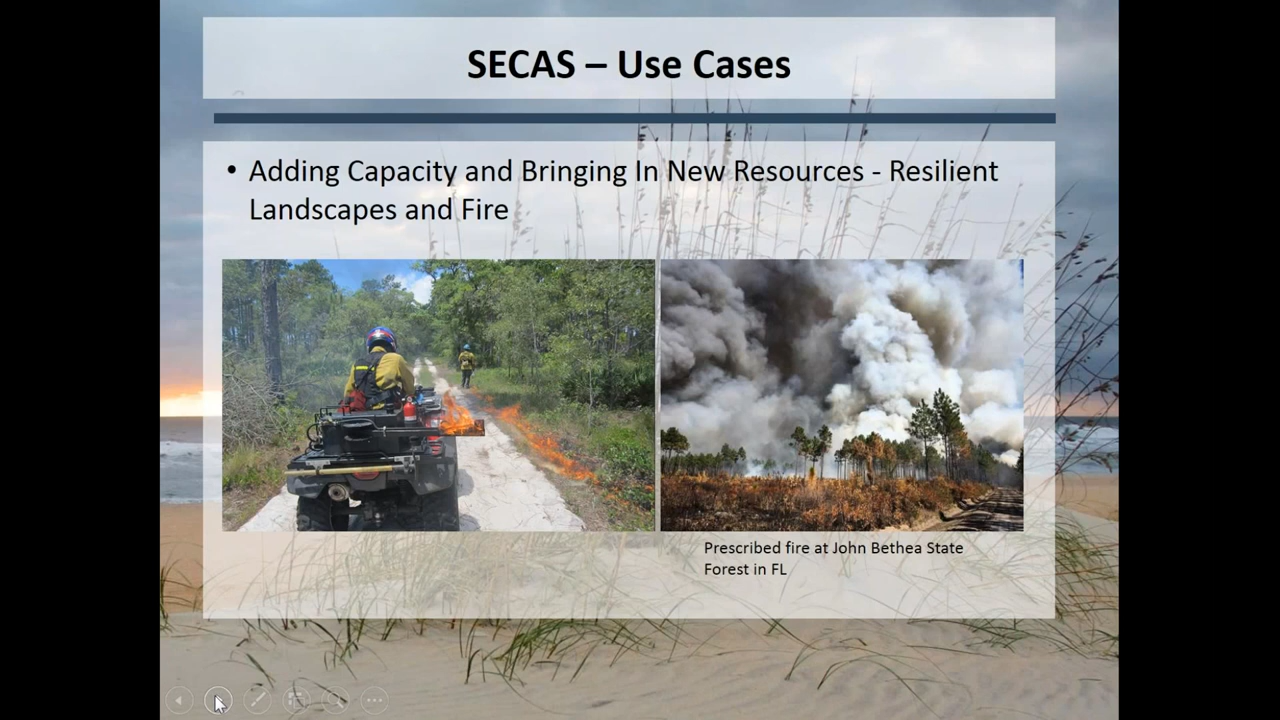 SECAS – Use Cases
• Adding Capacity and Bringing In New Resources - Resilient
Landscapes and Fire
Prescribed fire at John Bethea State
Forest in FL